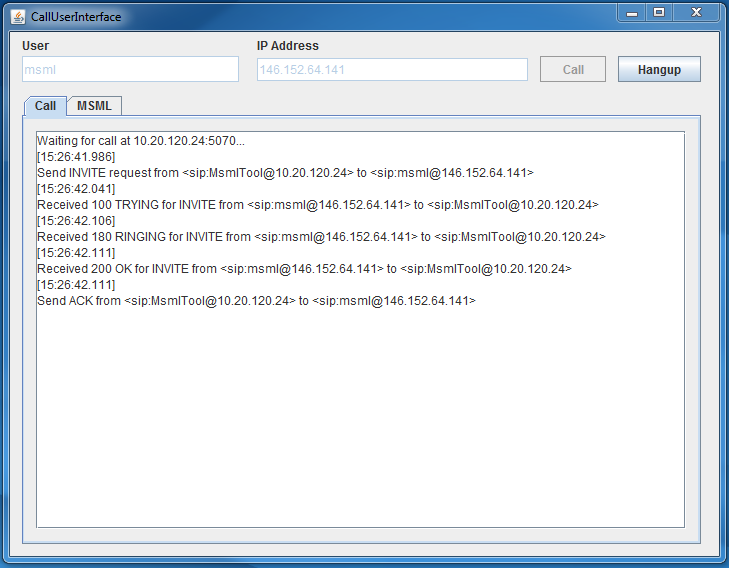 CallUserInterface
User
IP Address
msml
146.152.64.141
Call
Hangup
Call
MSML
Waiting for call at 10.20.120.24:5070...
[15:26:41.986]
Send INVITE request from <sip:MsmlTool@10.20.120.24> to <sip:msml@146.152.64.141>
[15:26:42.041]
Received 100 TRYING for INVITE from <sip:msml@146.152.64.141> to <sip:MsmlTool@10.20.120.24>
[15:26:42.106]
Received 180 RINGING for INVITE from <sip:msml@146.152.64.141> to <sip:MsmlTool@10.20.120.24>
[15:26:42.111]
Received 200 OK for INVITE from <sip:msml@146.152.64.141> to <sip:MsmlTool@10.20.120.24>
[15:26:42.111]
Send ACK from <sip:MsmlTool@10.20.120.24> to <sip:msml@146.152.64.141>